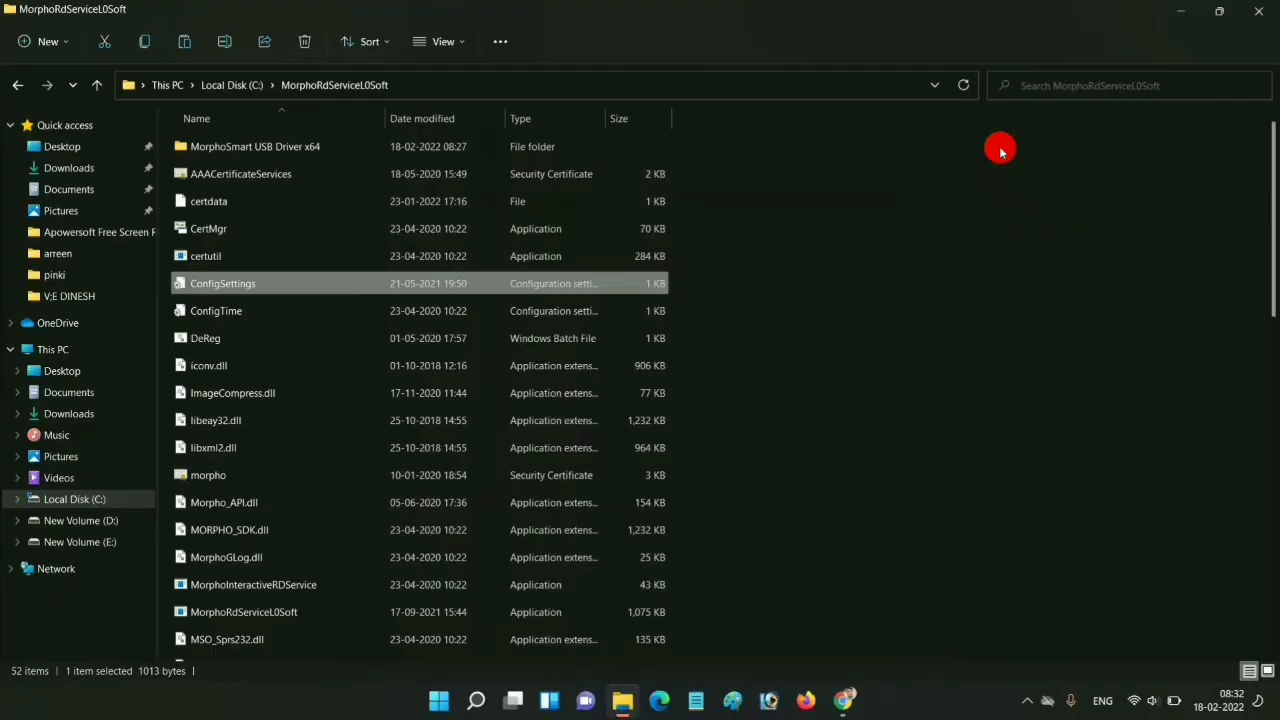 MorphoRdServiceL0Soft
New
Sort
View
This PC
Local Disk (C:)
MorphoRdServiceL0Soft
Search MorphoRdServiceL0Soft
Name Date modified Type Size
Quick access
Desktop
Downloads
Documents
Pictures
Apowersoft Free Screen R
arreen
pinki
V;E DINESH
OneDrive
This PC
Desktop
Documents
Downloads
Music
Pictures
Videos
Local Disk (C:)
New Volume (D:)
New Volume (E:)
Network
MorphoSmart USB Driver x64 18-02-2022 08:27 File folder
AAACertificateServices 18-05-2020 15:49 Security Certificate 2 KB
certdata 23-01-2022 17:16 File 1 KB
CertMgr 23-04-2020 10:22 Application 70 KB
certutil 23-04-2020 10:22 Application 284 KB
ConfigSettings 21-05-2021 19:50 Configuration setti... 1 KB
ConfigTime 23-04-2020 10:22 Configuration setti... 1 KB
DeReg 01-05-2020 17:57 Windows Batch File 1 KB
iconv.dll 01-10-2018 12:16 Application extens... 906 KB
ImageCompress.dll 17-11-2020 11:44 Application extens... 77 KB
libeay32.dll 25-10-2018 14:55 Application extens... 1,232 KB
libxml2.dll 25-10-2018 14:55 Application extens... 964 KB
morpho 10-01-2020 18:54 Security Certificate 3 KB
Morpho_API.dll 05-06-2020 17:36 Application extens... 154 KB
MORPHO_SDK.dll 23-04-2020 10:22 Application extens... 1,232 KB
MorphoGLog.dll 23-04-2020 10:22 Application extens... 25 KB
MorphoInteractiveRDService 23-04-2020 10:22 Application 43 KB
MorphoRdServiceL0Soft 17-09-2021 15:44 Application 1,075 KB
MSO_Sprs232.dll 23-04-2020 10:22 Application extens... 135 KB
52 items 1 item selected 1013 bytes
ENG
08:32
18-02-2022